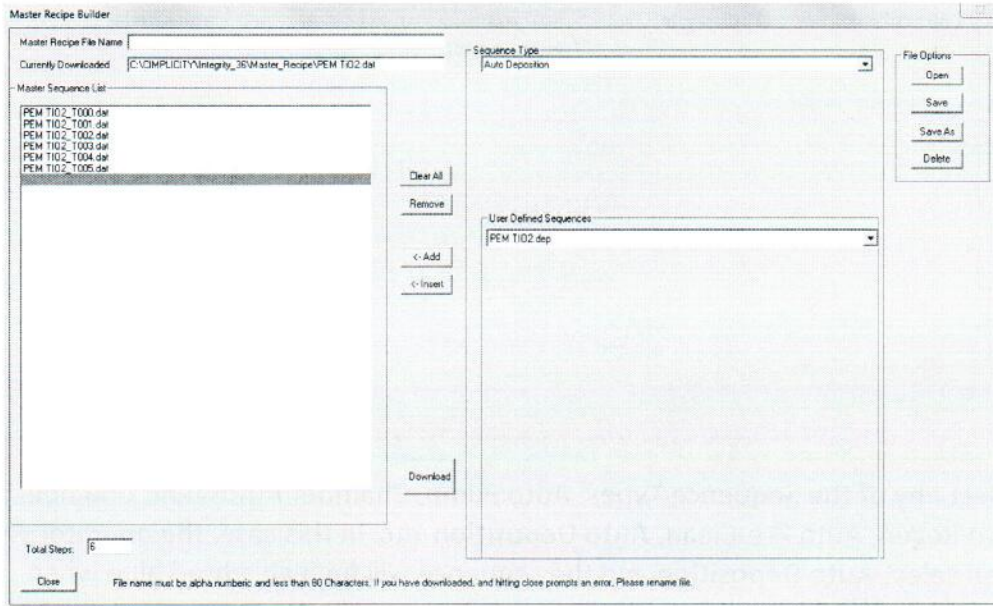 Master Recipe Builder
Master Recipe File Name
Currently Downloaded
C:\CIMPLICITY\Integrity_36\Master_Recipe\PEM TiO2.dat
Master Sequence List
PEM TIO2_T000.dat
PEM TIO2_T001.dat
PEM TIO2_T002.dat
PEM TIO2_T003.dat
PEM TIO2_T004.dat
PEM TIO2_T005.dat
Clear All
Remove
<- Add
<- Insert
Download
Sequence Type
Auto Deposition
User Defined Sequences
PEM TIO2.dep
File Options
Open
Save
Save As
Delete
Total Steps:
6
Close
File name must be alpha numberic and less than 80 Characters. If you have downloaded, and hitting close prompts an error, Please rename file.